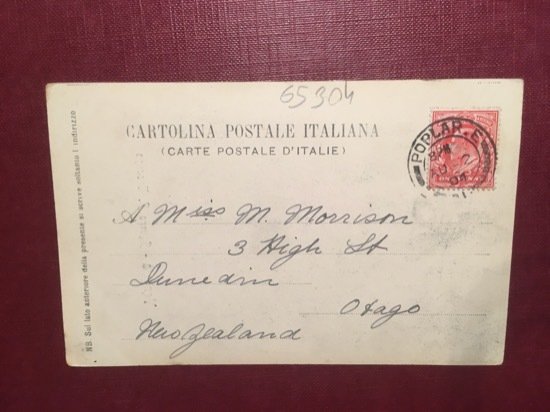 65304
CARTOLINA POSTALE ITALIANA
(CARTE POSTALE D'ITALIE)
POPLAR. E
A Miss M. Morrison
3 High St
Dunedin
Otago
New Zealand
NB. Sul lato anteriore della presente si scrive soltanto l'indirizzo